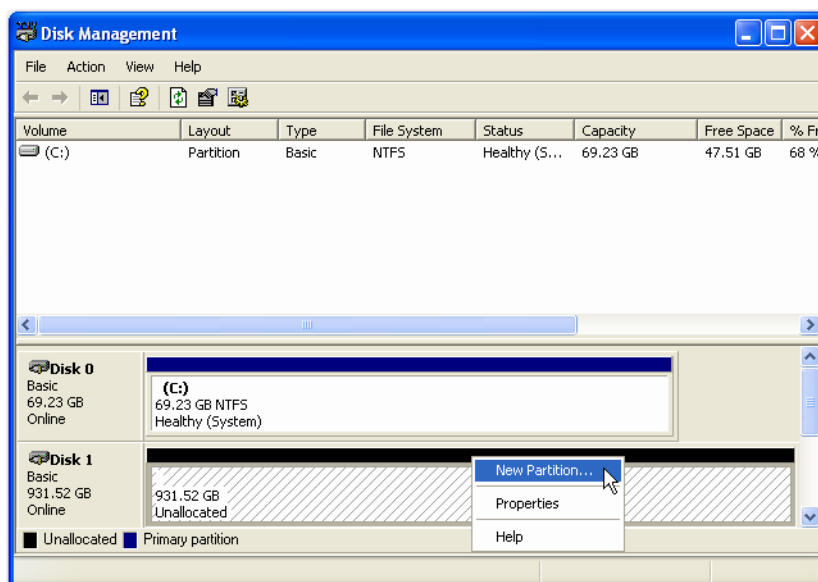 Disk Management
File Action View Help
Volume Layout Type File System Status Capacity Free Space % Fr
(C:) Partition Basic NTFS Healthy (S... 69.23 GB 47.51 GB 68 %
Disk 0
Basic
69.23 GB
Online
(C:)
69.23 GB NTFS
Healthy (System)
Disk 1
Basic
931.52 GB
Online
931.52 GB
Unallocated
New Partition...
Properties
Help
Unallocated Primary partition